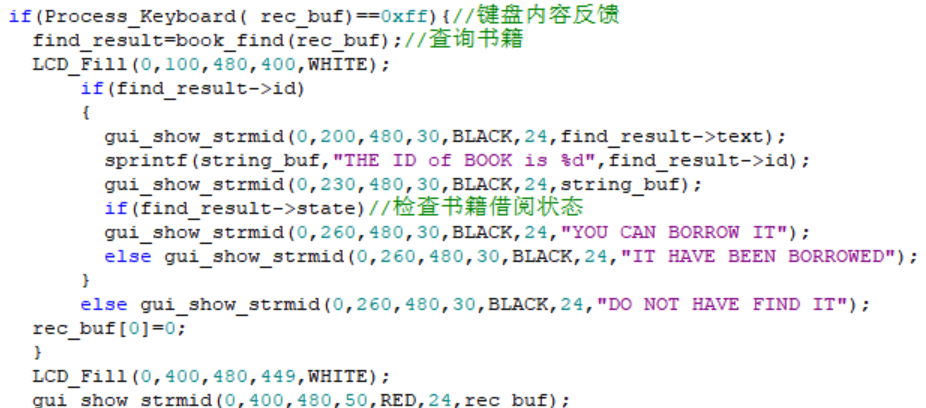 if(Process_Keyboard( rec_buf)==0xff){//键盘内容反馈
find_result=book_find(rec_buf);//查询书籍
LCD_Fill(0,100,480,400,WHITE);
if(find_result->id)
{
gui_show_strmid(0,200,480,30,BLACK,24,find_result->text);
sprintf(string_buf,"THE ID of BOOK is %d",find_result->id);
gui_show_strmid(0,230,480,30,BLACK,24,string_buf);
if(find_result->state)//检查书籍借阅状态
gui_show_strmid(0,260,480,30,BLACK,24,"YOU CAN BORROW IT");
else gui_show_strmid(0,260,480,30,BLACK,24,"IT HAVE BEEN BORROWED");
}
else gui_show_strmid(0,260,480,30,BLACK,24,"DO NOT HAVE FIND IT");
rec_buf[0]=0;
}
LCD_Fill(0,400,480,449,WHITE);
gui_show_strmid(0,400,480,50,RED,24,rec_buf);